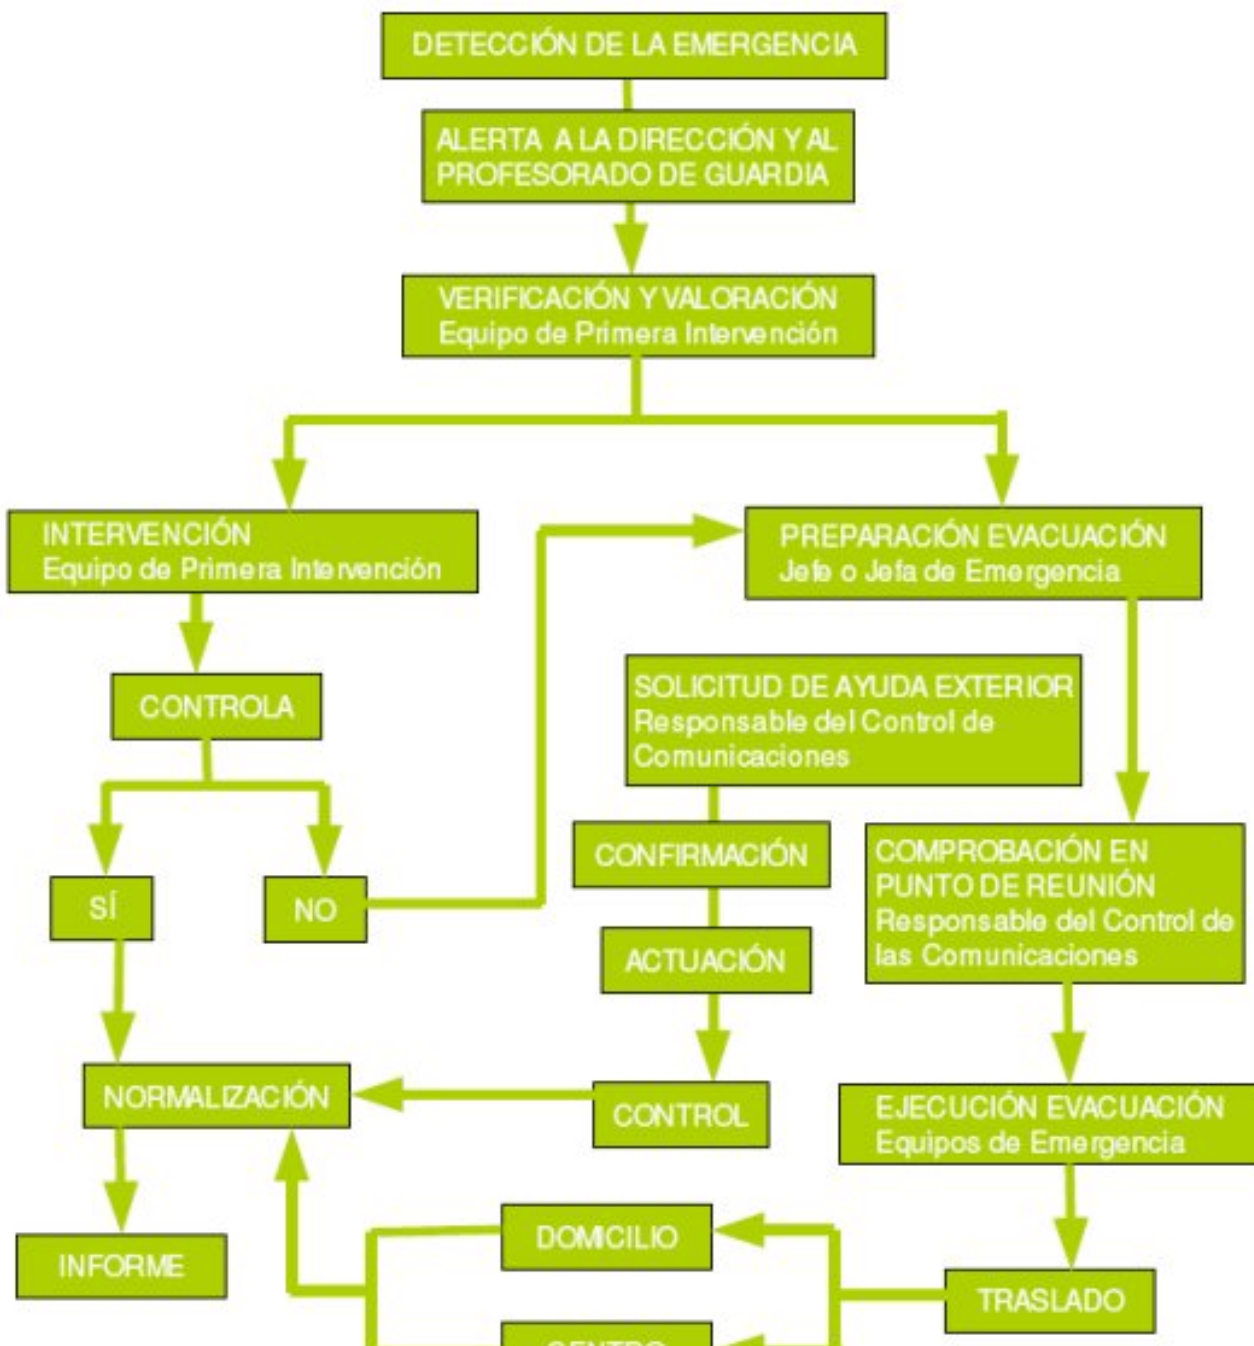 DETECCIÓN DE LA EMERGENCIA
ALERTA A LA DIRECCIÓN Y AL
PROFESORADO DE GUARDIA
VERIFICACIÓN Y VALORACIÓN
Equipo de Primera Intervención
INTERVENCIÓN
Equipo de Primera Intervención
PREPARACIÓN EVACUACIÓN
Jefe o Jefa de Emergencia
CONTROLA
SOLICITUD DE AYUDA EXTERIOR
Responsable del Control de
Comunicaciones
SÍ
NO
CONFIRMACIÓN
COMPROBACIÓN EN
PUNTO DE REUNIÓN
Responsable del Control de
las Comunicaciones
ACTUACIÓN
NORMALIZACIÓN
CONTROL
EJECUCIÓN EVACUACIÓN
Equipos de Emergencia
INFORME
DOMICILIO
TRASLADO
CENTRO